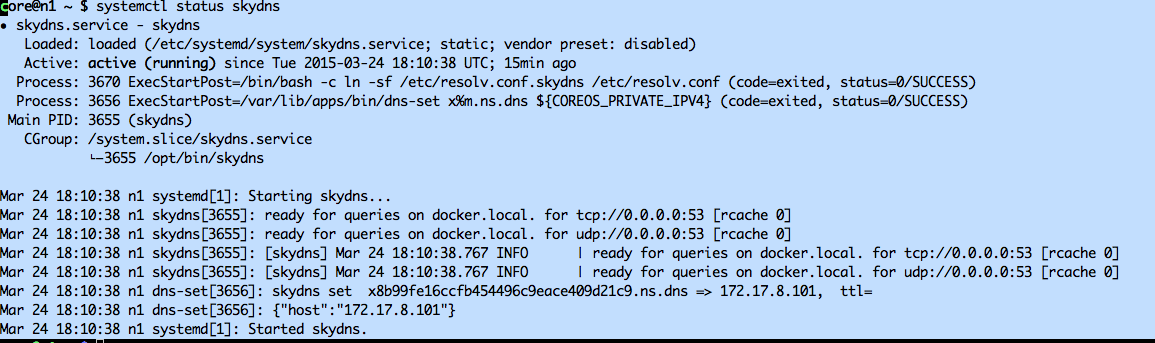 core@n1 ~ $ systemctl status skydns
● skydns.service - skydns
   Loaded: loaded (/etc/systemd/system/skydns.service; static; vendor preset: disabled)
   Active: active (running) since Tue 2015-03-24 18:10:38 UTC; 15min ago
  Process: 3670 ExecStartPost=/bin/bash -c ln -sf /etc/resolv.conf.skydns /etc/resolv.conf (code=exited, status=0/SUCCESS)
  Process: 3656 ExecStartPost=/var/lib/apps/bin/dns-set x%m.ns.dns ${COREOS_PRIVATE_IPV4} (code=exited, status=0/SUCCESS)
 Main PID: 3655 (skydns)
   CGroup: /system.slice/skydns.service
           └─3655 /opt/bin/skydns

Mar 24 18:10:38 n1 systemd[1]: Starting skydns...
Mar 24 18:10:38 n1 skydns[3655]: ready for queries on docker.local. for tcp://0.0.0.0:53 [rcache 0]
Mar 24 18:10:38 n1 skydns[3655]: ready for queries on docker.local. for udp://0.0.0.0:53 [rcache 0]
Mar 24 18:10:38 n1 skydns[3655]: [skydns] Mar 24 18:10:38.767 INFO      | ready for queries on docker.local. for tcp://0.0.0.0:53 [rcache 0]
Mar 24 18:10:38 n1 skydns[3655]: [skydns] Mar 24 18:10:38.767 INFO      | ready for queries on docker.local. for udp://0.0.0.0:53 [rcache 0]
Mar 24 18:10:38 n1 dns-set[3656]: skydns set  x8b99fe16ccfb454496c9eace409d21c9.ns.dns => 172.17.8.101,  ttl=
Mar 24 18:10:38 n1 dns-set[3656]: {"host":"172.17.8.101"}
Mar 24 18:10:38 n1 systemd[1]: Started skydns.